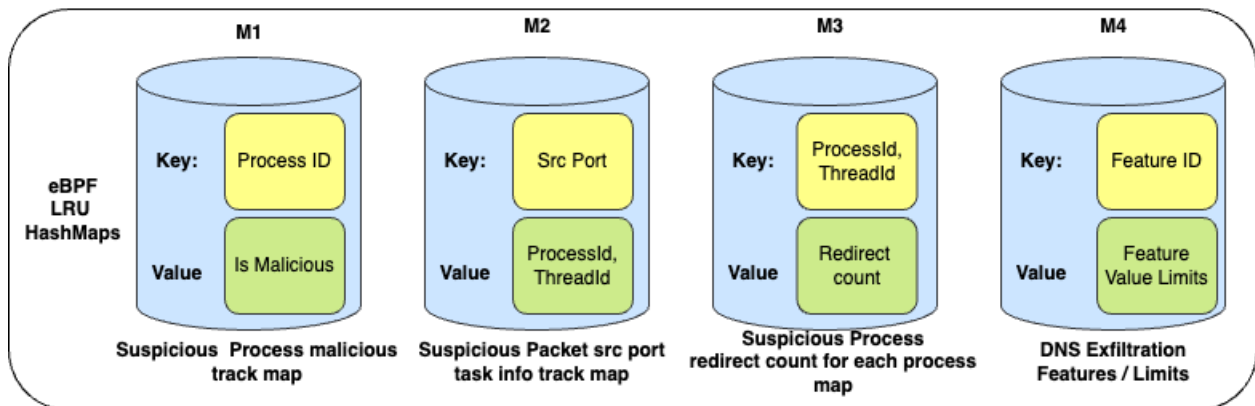 M1
M2
M3
M4
eBPF
LRU
HashMaps
Key:
Process ID
Value
Is Malicious
Suspicious Process malicious
track map
Key:
Src Port
Value
ProcessId,
ThreadId
Suspicious Packet src port
task info track map
Key:
ProcessId,
ThreadId
Value
Redirect
count
Suspicious Process
redirect count for each process
map
Key:
Feature ID
Value
Feature
Value Limits
DNS Exfiltration
Features / Limits